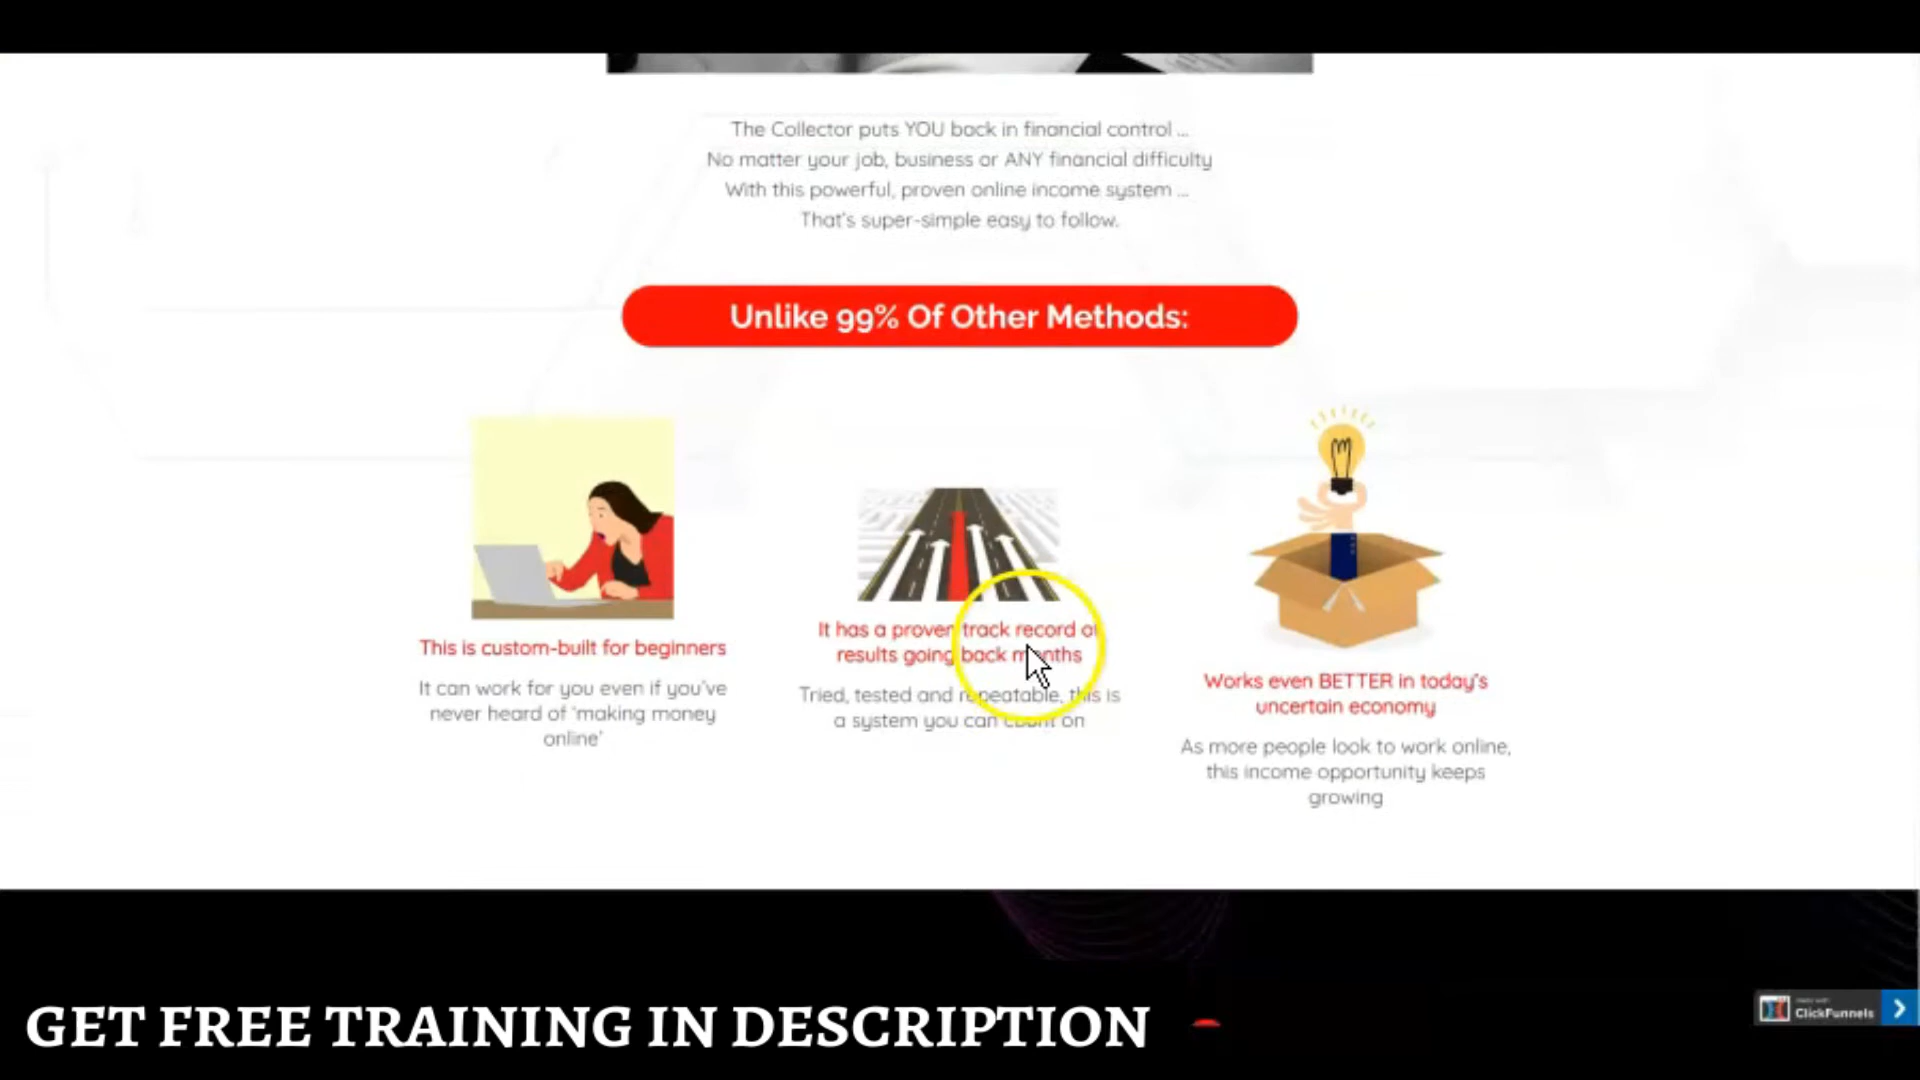 The Collector puts YOU back in financial control ...
No matter your job, business or ANY financial difficulty
With this powerful, proven online income system ...
That's super-simple easy to follow.
Unlike 99% Of Other Methods:
This is custom-built for beginners
It can work for you even if you've
never heard of 'making money
online'
It has a proven track record of
results going back months
Tried, tested and repeatable, this is
a system you can count on
Works even BETTER in today's
uncertain economy
As more people look to work online,
this income opportunity keeps
growing
GET FREE TRAINING IN DESCRIPTION
ClickFunnels